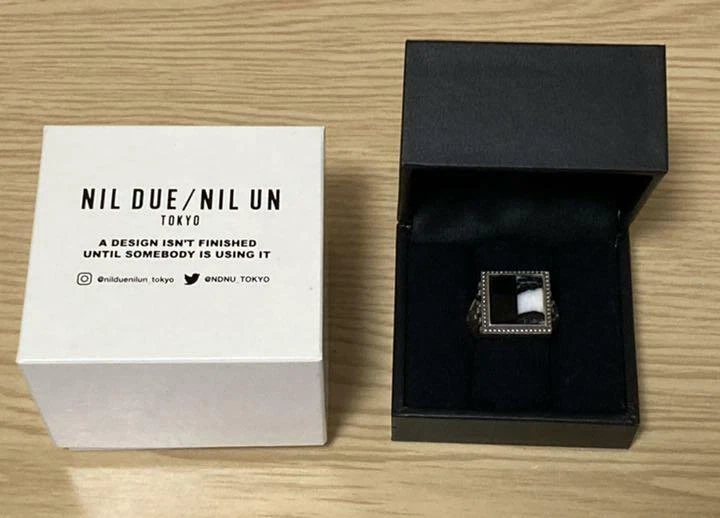 NIL DUE/NIL UN
TOKYO
A DESIGN ISN'T FINISHED
UNTIL SOMEBODY IS USING IT
@nilduenilun_tokyo @NDNU_TOKYO